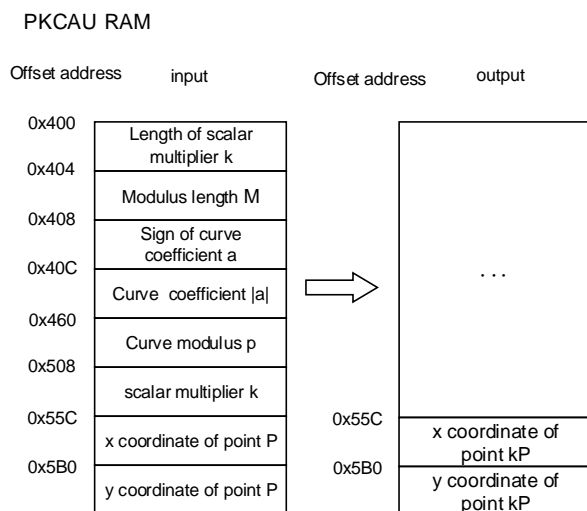 PKCAU RAM
Offset address input Offset address output
0x400
Length of scalar
multiplier k
0x404
Modulus length M
0x408
Sign of curve
coefficient a
0x40C
Curve coefficient |a|
0x460
Curve modulus p
0x508
scalar multiplier k
0x55C
x coordinate of point P
0x5B0
y coordinate of point P
...
0x55C
x coordinate of
point kP
0x5B0
y coordinate of
point kP